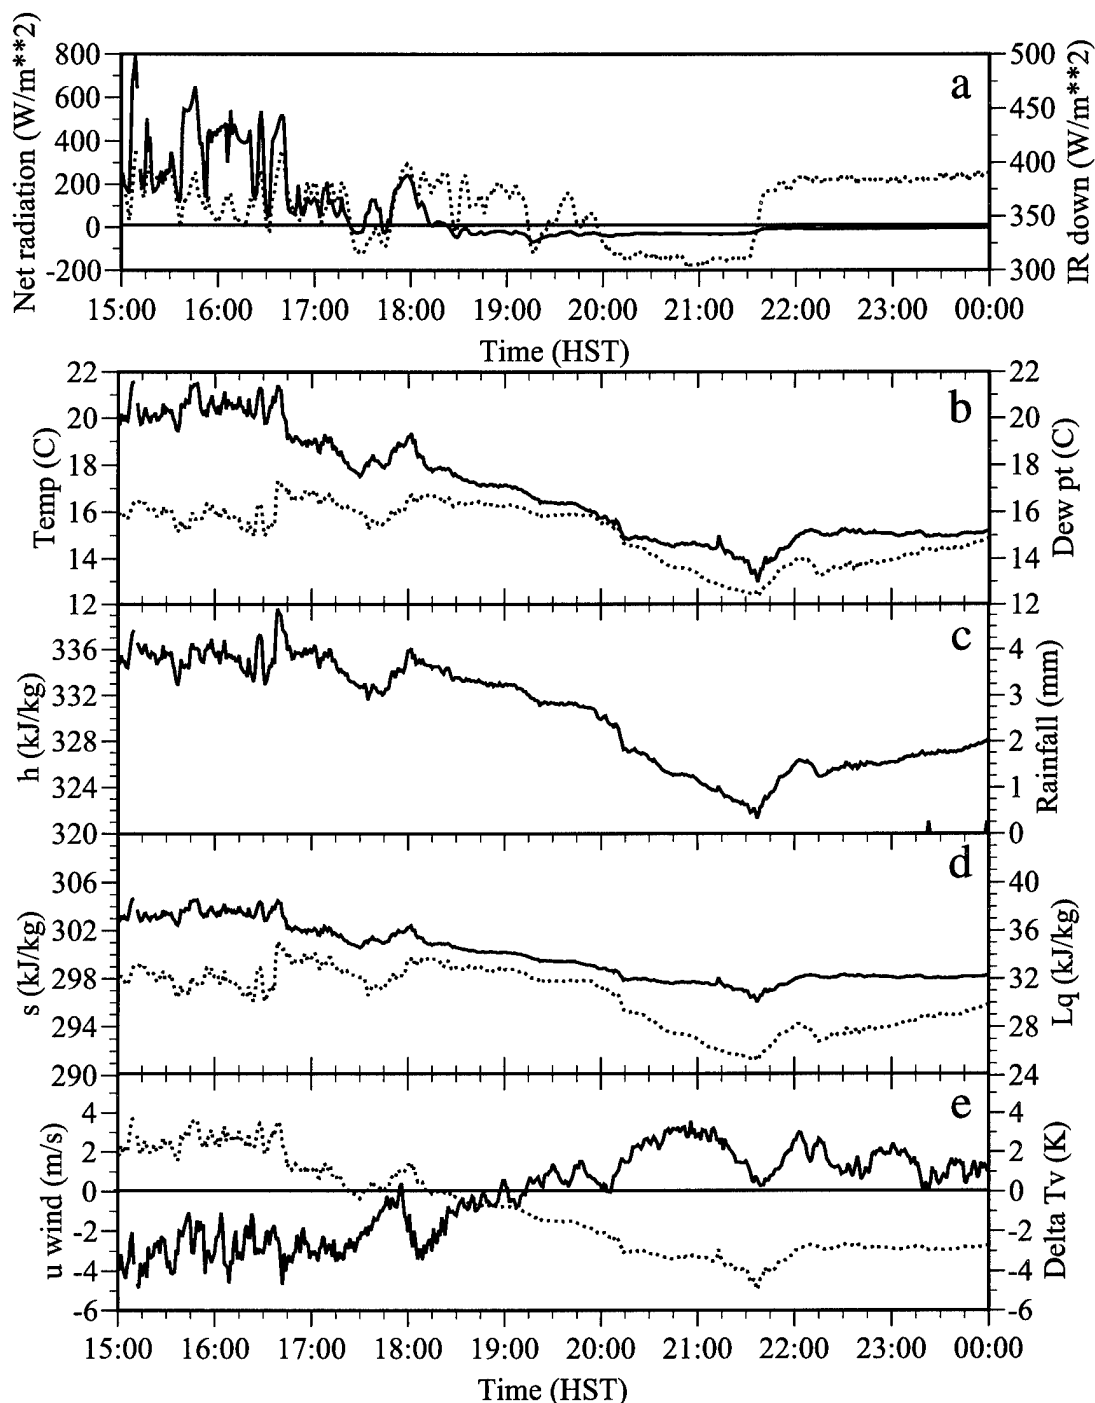 Net radiation (W/m**2)
800
600
400
200
0
-200
a
500
450
400
350
300
IR down (W/m**2)
15:00 16:00 17:00 18:00 19:00 20:00 21:00 22:00 23:00 00:00
Time (HST)
Temp (C)
22
20
18
16
14
12
b
22
20
18
16
14
12
Dew pt (C)
h (kJ/kg)
336
332
328
324
320
c
4
3
2
1
0
Rainfall (mm)
s (kJ/kg)
306
302
298
294
290
d
40
36
32
28
24
Lq (kJ/kg)
u wind (m/s)
4
2
0
-2
-4
-6
e
4
2
0
-2
-4
-6
Delta Tv (K)
15:00 16:00 17:00 18:00 19:00 20:00 21:00 22:00 23:00 00:00
Time (HST)